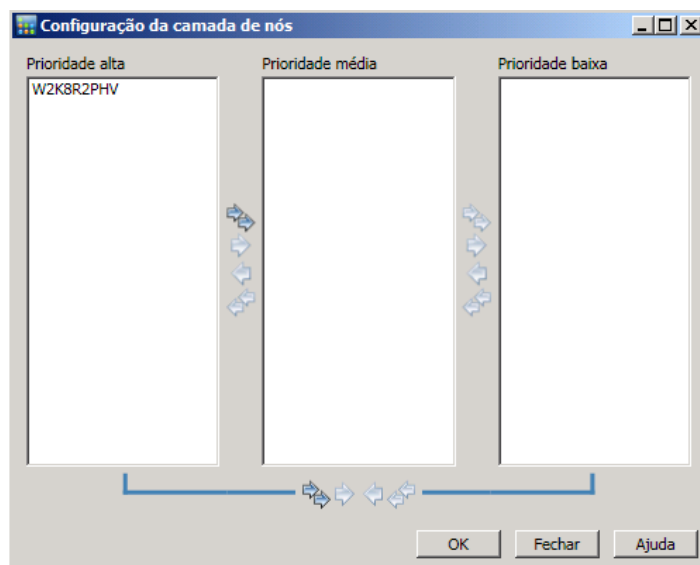 Configuração da camada de nós
Prioridade alta
Prioridade média
Prioridade baixa
W2K8R2PHV
OK
Fechar
Ajuda